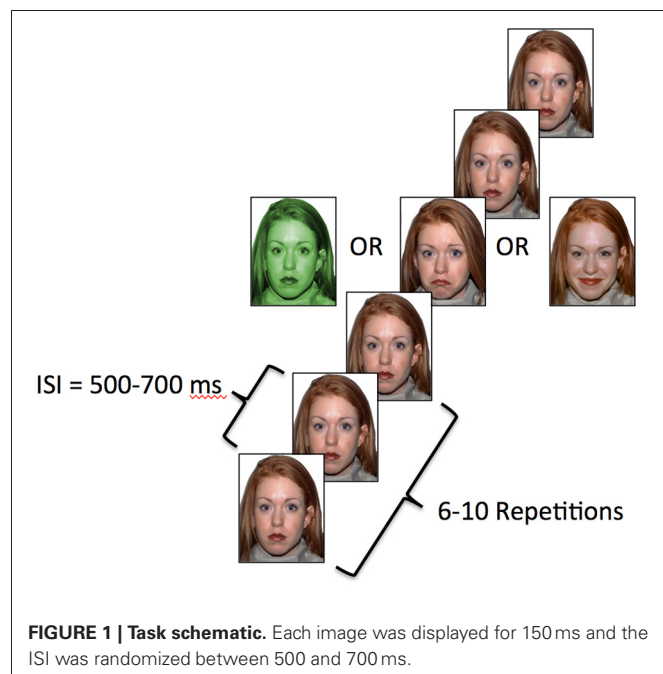 OR OR
ISI = 500-700 ms
6-10 Repetitions
FIGURE 1 | Task schematic. Each image was displayed for 150 ms and the
ISI was randomized between 500 and 700 ms.